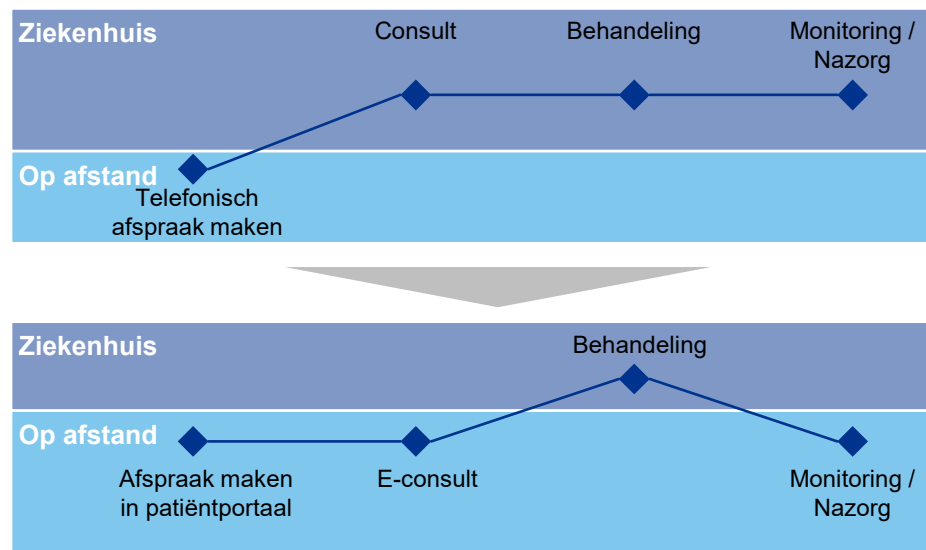 Ziekenhuis
Consult
Behandeling
Monitoring /
Nazorg
Op afstand
Telefonisch
afspraak maken
Ziekenhuis
Behandeling
Op afstand
Afspraak maken
in patiëntportaal
E-consult
Monitoring /
Nazorg